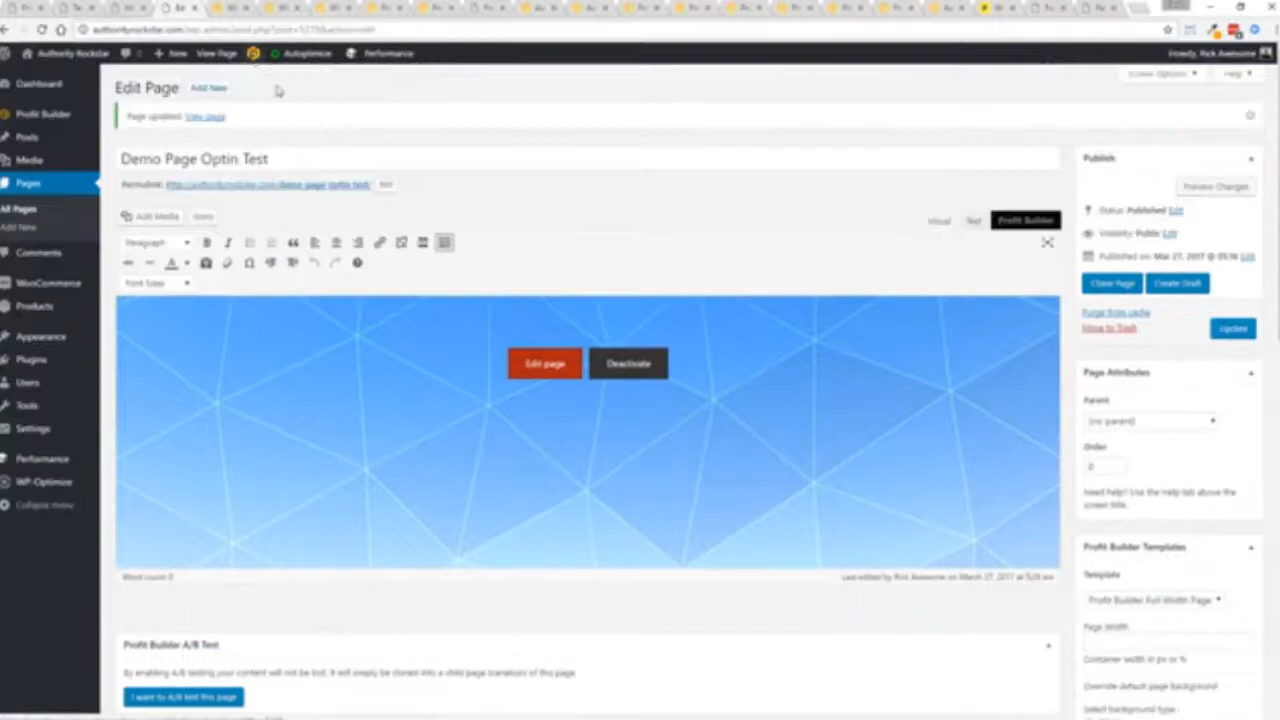 authorityrockstar.com
Authority Rockstar
New
View Page
Autoptimize
Performance
Howdy, Rick Awesome
Dashboard
Profit Builder
Posts
Media
Pages
All Pages
Add New
Comments
WooCommerce
Products
Appearance
Plugins
Users
Tools
Settings
Performance
WP-Optimize
Collapse menu
Edit Page
Add New
Screen Options
Help
Page updated. View page
Demo Page Optin Test
Permalink: http://authorityrockstar.com/demo-page-optin-test/
Edit
Add Media
Visual
Text
Profit Builder
Paragraph
Font Sizes
Edit page
Deactivate
Word count: 0
Last edited by Rick Awesome on March 27, 2017 at
Profit Builder A/B Test
By enabling A/B testing your content will not be lost. It will simply be cloned into a child page (variation) of this page
I want to A/B test this page
Publish
Preview Changes
Status: Published Edit
Visibility: Public Edit
Published on: Mar 27, 2017 @ Edit
Clone Page
Create Draft
Purge from cache
Move to Trash
Update
Page Attributes
Parent
(no parent)
Order
0
Need help? Use the Help tab above the
screen title.
Profit Builder Templates
Template
Profit Builder Full Width Page
Page Width
Container width in px or %
Override default page background
Select background type